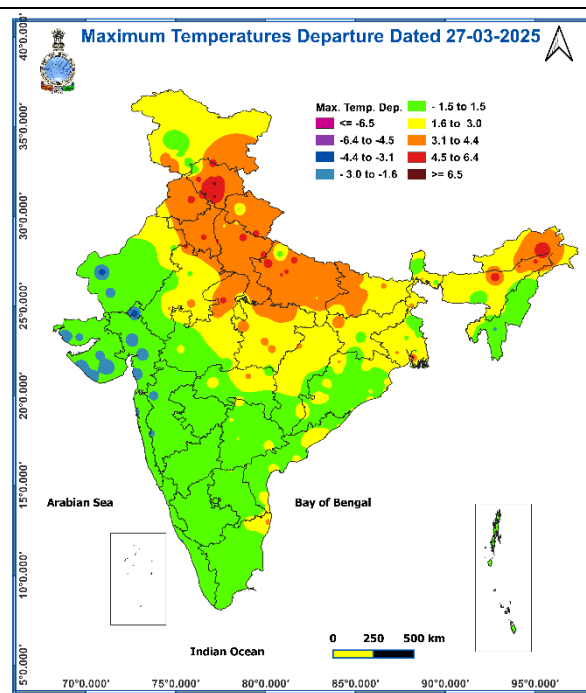 Maximum Temperatures Departure Dated 27-03-2025
Max. Temp. Dep.
<= -6.5
-6.4 to -4.5
-4.4 to -3.1
- 3.0 to -1.6
- 1.5 to 1.5
1.6 to 3.0
3.1 to 4.4
4.5 to 6.4
>= 6.5
40°0.000'
35°0.000'
30°0.000'
25°0.000'
20°0.000'
15°0.000'
10°0.000'
5°0.000'
Arabian Sea
Bay of Bengal
Indian Ocean
0 250 500 km
70°0.000' 75°0.000' 80°0.000' 85°0.000' 90°0.000' 95°0.000'